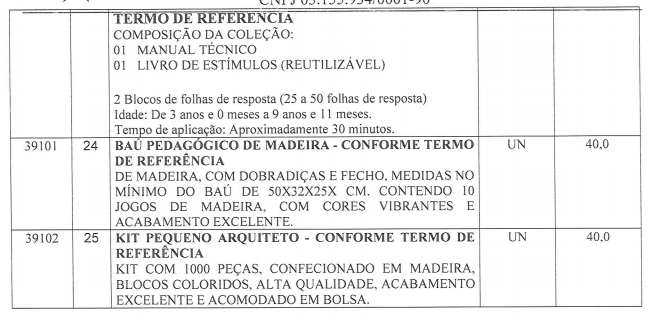 CNPJ 03.155.934/0001-90
TERMO DE REFERÊNCIA
COMPOSIÇÃO DA COLEÇÃO:
01 MANUAL TÉCNICO
01 LIVRO DE ESTÍMULOS (REUTILIZÁVEL)
2 Blocos de folhas de resposta (25 a 50 folhas de resposta)
Idade: De 3 anos e 0 meses a 9 anos e 11 meses.
Tempo de aplicação: Aproximadamente 30 minutos.
39101 24 BAÚ PEDAGÓGICO DE MADEIRA - CONFORME TERMO UN 40,0
DE REFERÊNCIA
DE MADEIRA, COM DOBRADIÇAS E FECHO, MEDIDAS NO
MÍNIMO DO BAÚ DE 50X32X25X CM. CONTENDO 10
JOGOS DE MADEIRA, COM CORES VIBRANTES E
ACABAMENTO EXCELENTE.
39102 25 KIT PEQUENO ARQUITETO - CONFORME TERMO DE UN 40,0
REFERÊNCIA
KIT COM 1000 PEÇAS, CONFECIONADO EM MADEIRA,
BLOCOS COLORIDOS, ALTA QUALIDADE, ACABAMENTO
EXCELENTE E ACOMODADO EM BOLSA.